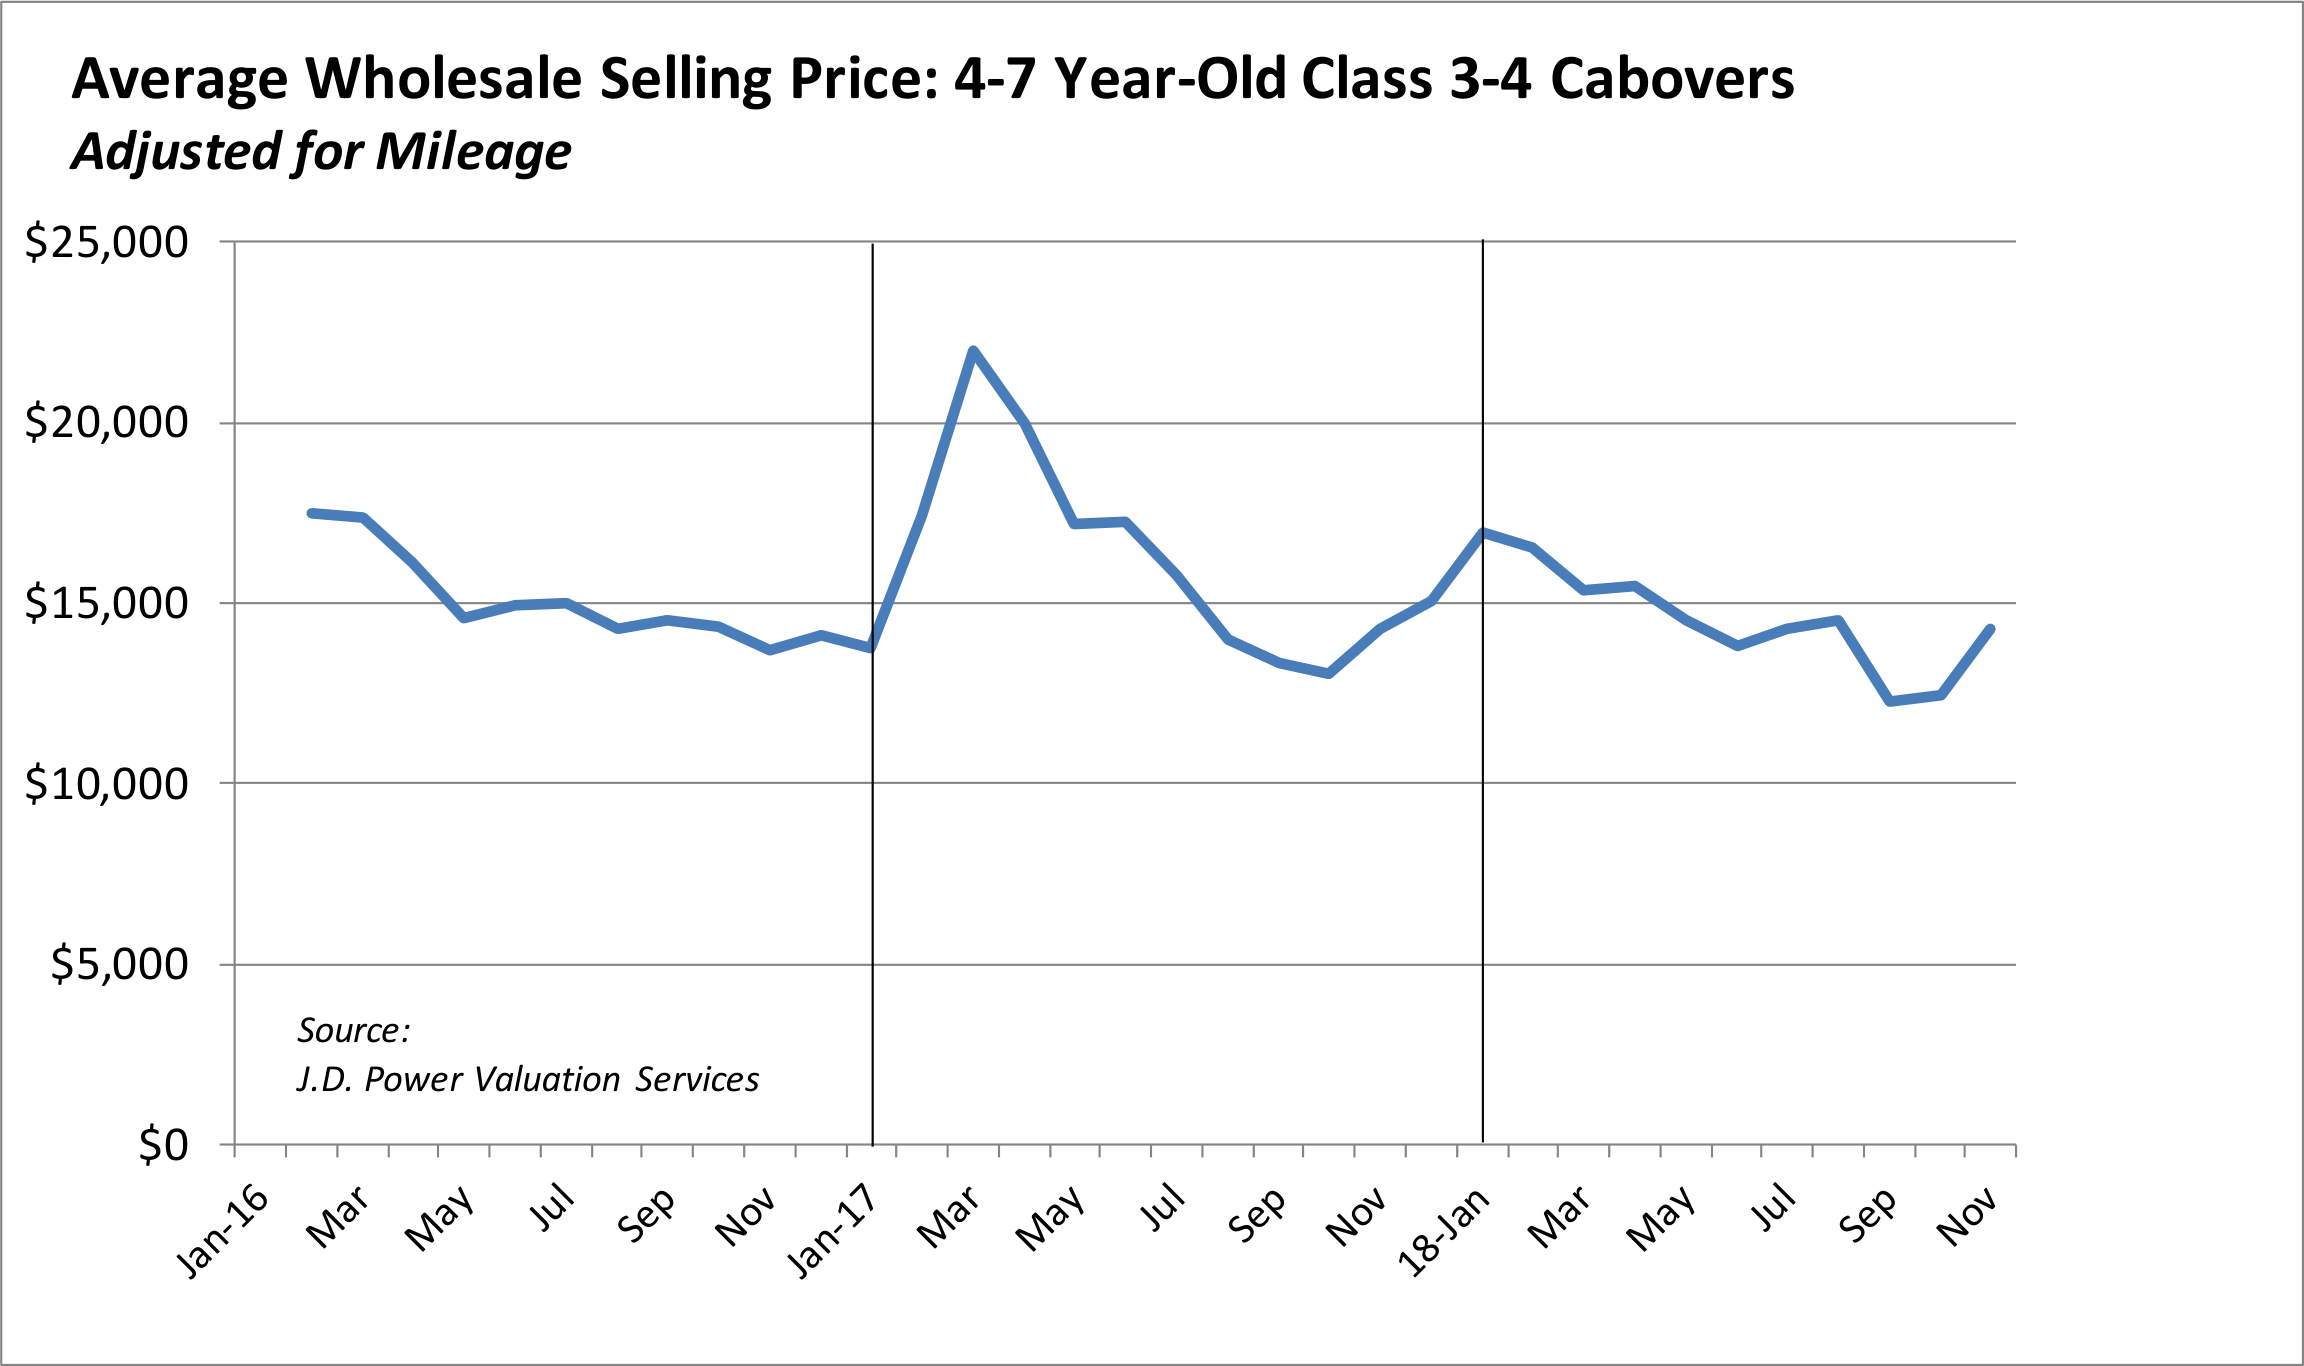 Average Wholesale Selling Price: 4-7 Year-Old Class 3-4 Cabovers
Adjusted for Mileage
$25,000
$20,000
$15,000
$10,000
$5,000
$0
Source:
J.D. Power Valuation Services
Jan-16 Mar May Jul Sep Nov Jan-17 Mar May Jul Sep Nov 18-Jan Mar May Jul Sep Nov